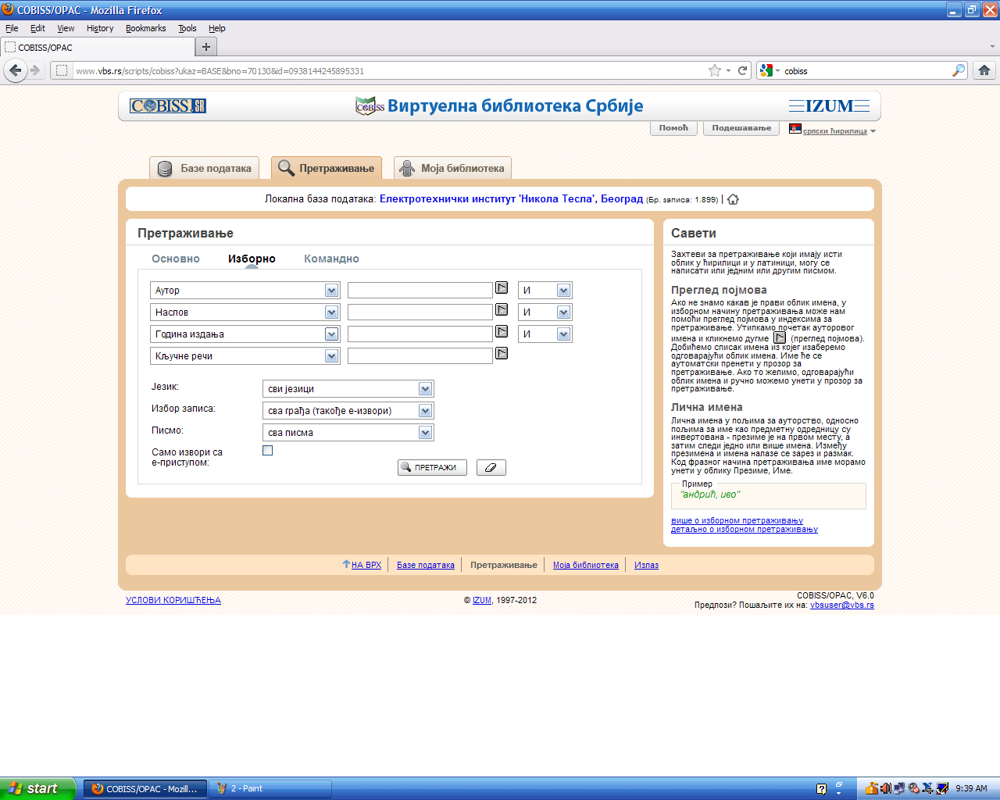 COBISS/OPAC - Mozilla Firefox
File Edit View History Bookmarks Tools Help
COBISS/OPAC
www.vbs.rs/scripts/cobiss?ukaz=BASE&bno=70130&id=0938144245895331
cobiss
COBISS.SR
COBISS Виртуелна библиотека Србије
IZUM
Помоћ
Подешавање
српски ћирилица
Базе података
Претраживање
Моја библиотека
Локална база података: Електротехнички институт 'Никола Тесла', Београд (Бр. записа: 1.899) |
Претраживање
Основно
Изборно
Командно
Аутор
И
Наслов
И
Година издања
И
Кључне речи
Језик:
сви језици
Избор записа:
сва грађа (такође е-извори)
Писмо:
сва писма
Само извори са
е-приступом:
ПРЕТРАЖИ
Савети
Захтеви за претраживање који имају исти
облик у ћирилици и у латиници, могу се
написати или једним или другим писмом.
Преглед појмова
Ако не знамо какав је прави облик имена, у
изборном начину претраживања може нам
помоћи преглед појмова у индексима за
претраживање. Утипкамо почетак ауторовог
имена и кликнемо дугме (преглед појмова).
Добићемо списак имена из којег изаберемо
одговарајући облик имена. Име ће се
аутоматски пренети у прозор за
претраживање. Ако то желимо, одговарајући
облик имена и ручно можемо унети у прозор за
претраживање.
Лична имена
Лична имена у пољима за ауторство, односно
пољима за име као предметну одредницу су
инвертована - презиме је на првом месту, а
затим следи једно или више имена. Између
презимена и имена налазе се зарез и размак.
Код фразног начина претраживања име морамо
унети у облику Презиме, Име.
Пример
"андрић, иво"
више о изборном претраживању
детаљно о изборном претраживању
НА ВРХ
Базе података
Претраживање
Моја библиотека
Излаз
УСЛОВИ КОРИШЋЕЊА
© IZUM, 1997-2012
COBISS/OPAC, V6.0
Предлози? Пошаљите их на: vbsuser@vbs.rs
start
COBISS/OPAC - Mozill...
2 - Paint
9:39 AM